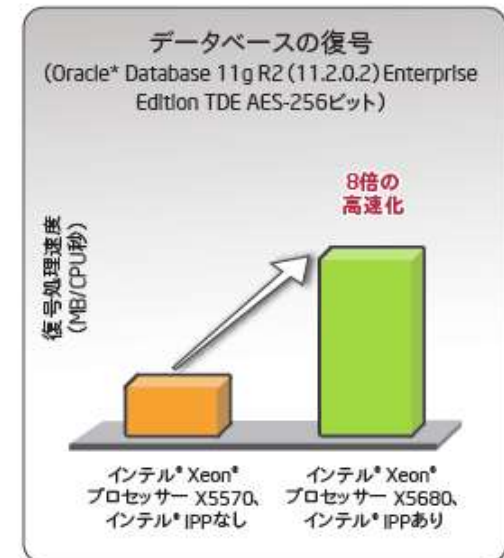 データベースの復号
(Oracle* Database 11g R2 (11.2.0.2) Enterprise
Edition TDE AES-256ビット)
8倍の
高速化
復号処理速度
(MB/CPU秒)
インテル® Xeon®
プロセッサー X5570、
インテル® IPPなし
インテル® Xeon®
プロセッサー X5680、
インテル® IPPあり